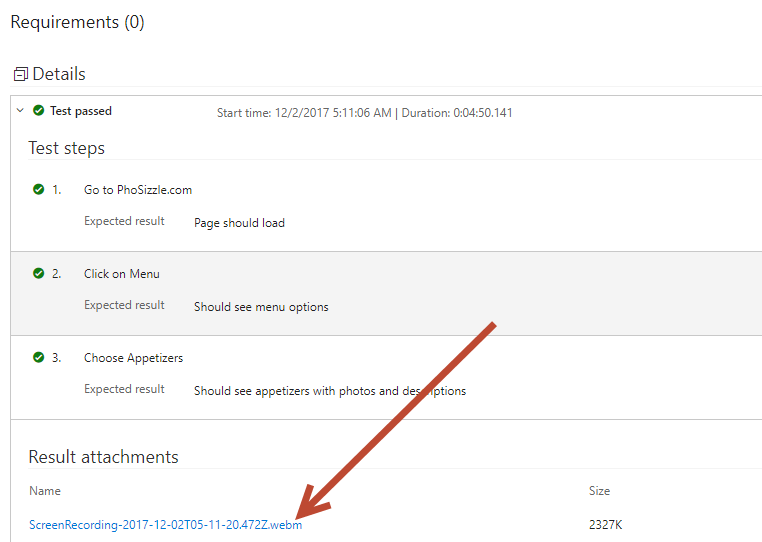 Requirements (0)
Details
Test passed Start time: 12/2/2017 5:11:06 AM | Duration: 0:04:50.141
Test steps
1. Go to PhoSizzle.com
Expected result Page should load
2. Click on Menu
Expected result Should see menu options
3. Choose Appetizers
Expected result Should see appetizers with photos and descriptions
Result attachments
Name Size
ScreenRecording-2017-12-02T05-11-20.472Z.webm 2327K